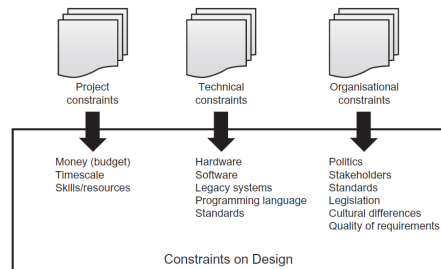 Project
constraints
Technical
constraints
Organisational
constraints
Money (budget)
Timescale
Skills/resources
Hardware
Software
Legacy systems
Programming language
Standards
Politics
Stakeholders
Standards
Legislation
Cultural differences
Quality of requirements
Constraints on Design